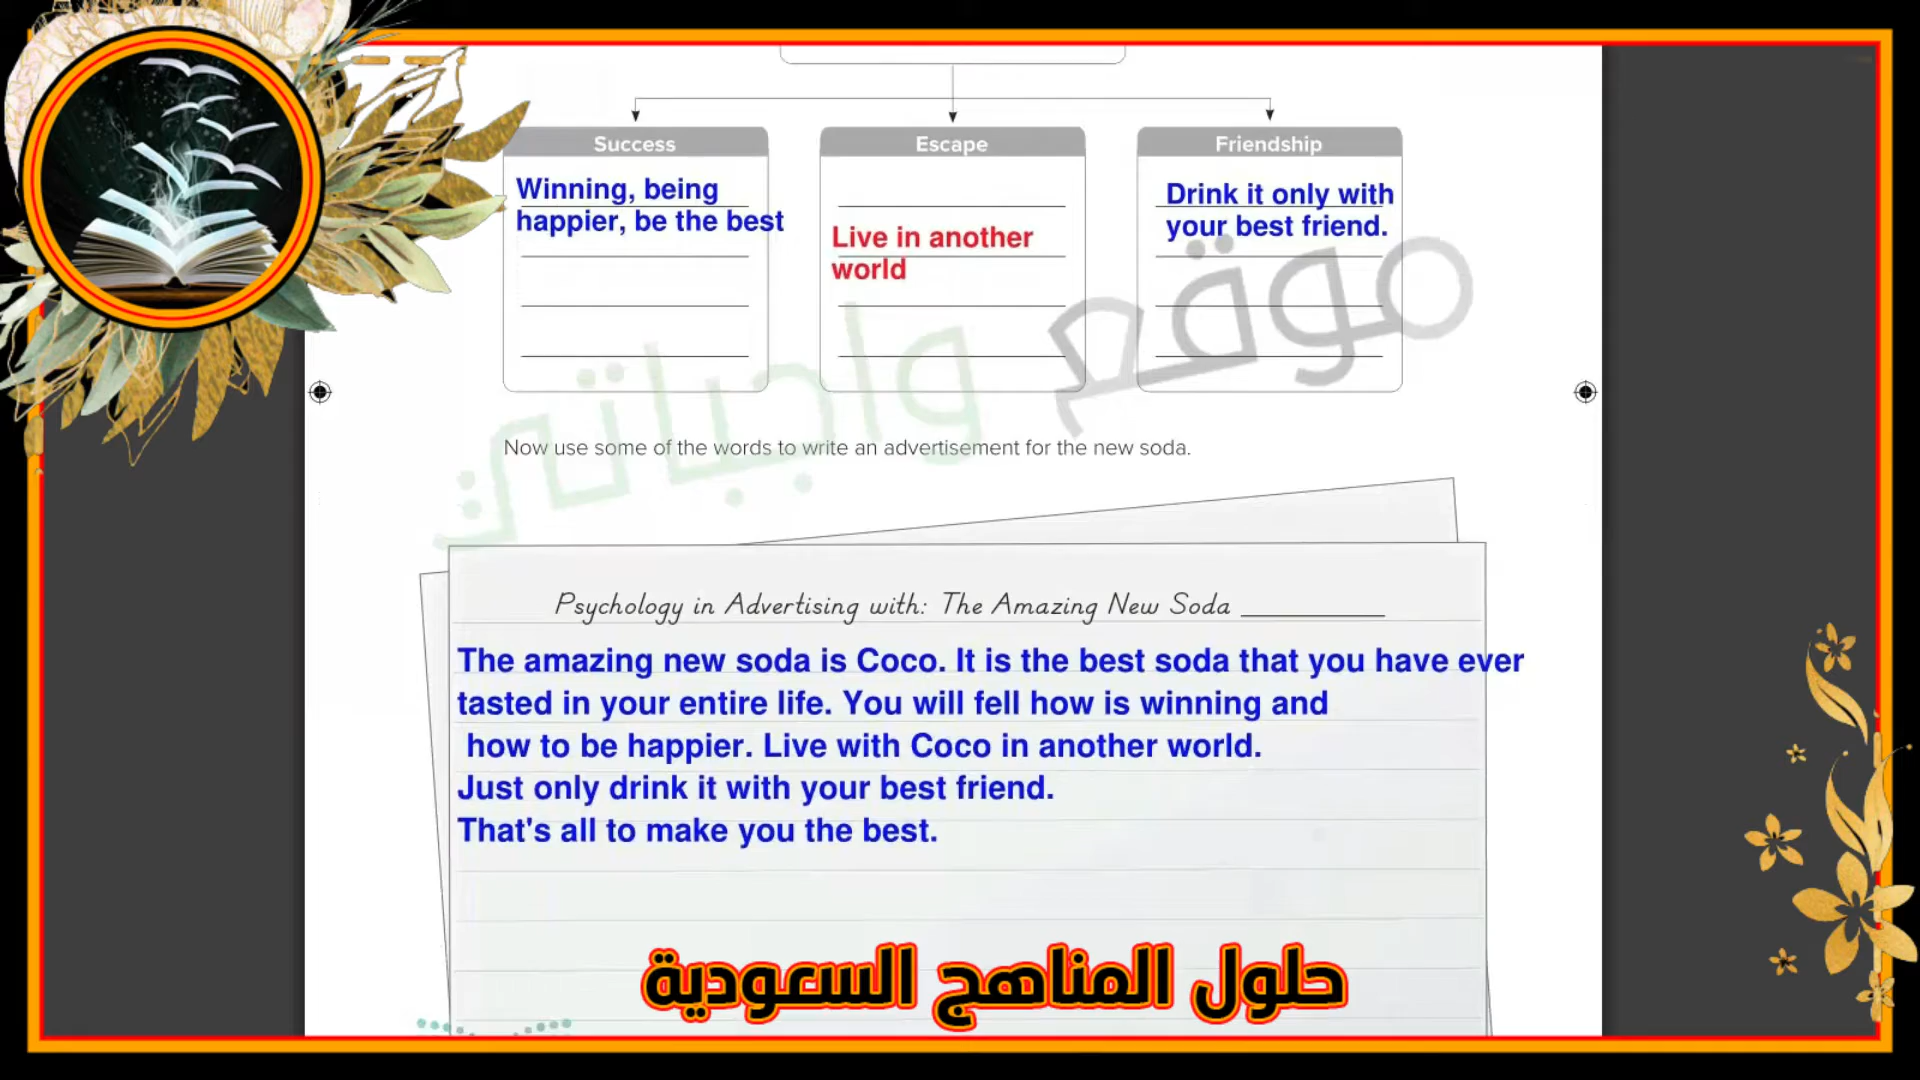 Success
Escape
Friendship
Winning, being
happier, be the best
Live in another
world
Drink it only with
your best friend.
موقع
واجباتي
Now use some of the words to write an advertisement for the new soda.
Psychology in Advertising with: The Amazing New Soda
The amazing new soda is Coco. It is the best soda that you have ever
tasted in your entire life. You will fell how is winning and
how to be happier. Live with Coco in another world.
Just only drink it with your best friend.
That's all to make you the best.
حلول المناهج السعودية